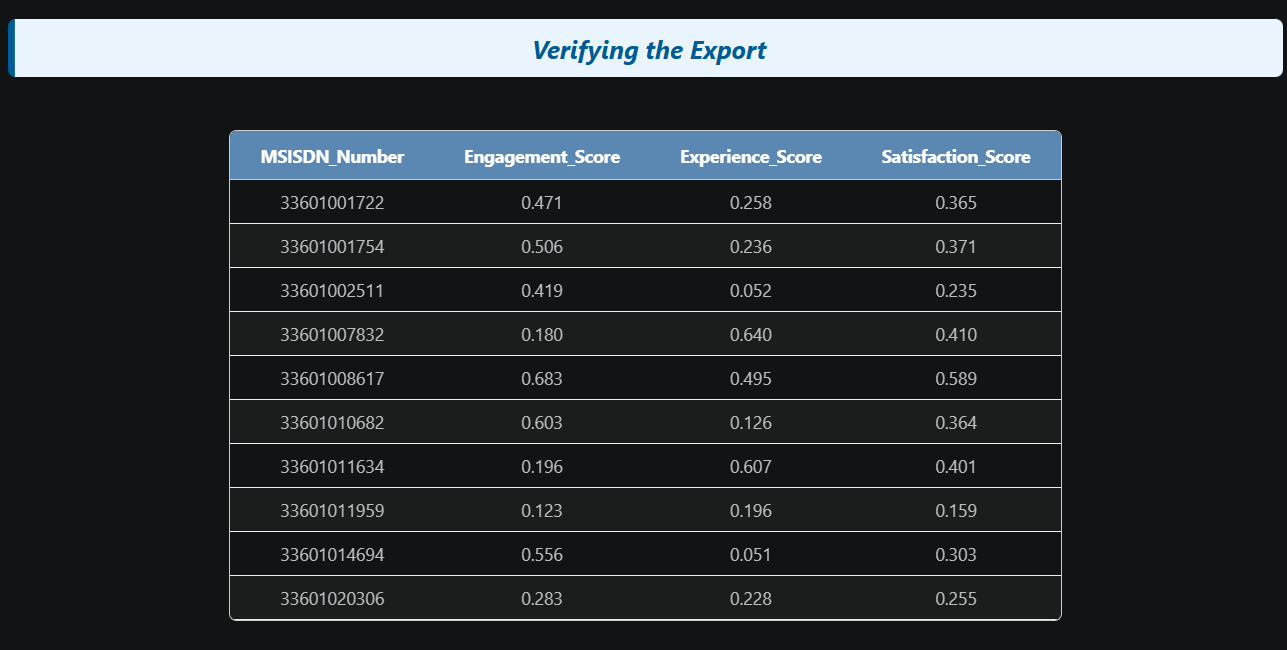 Verifying the Export
MSISDN_Number Engagement_Score Experience_Score Satisfaction_Score
33601001722 0.471 0.258 0.365
33601001754 0.506 0.236 0.371
33601002511 0.419 0.052 0.235
33601007832 0.180 0.640 0.410
33601008617 0.683 0.495 0.589
33601010682 0.603 0.126 0.364
33601011634 0.196 0.607 0.401
33601011959 0.123 0.196 0.159
33601014694 0.556 0.051 0.303
33601020306 0.283 0.228 0.255